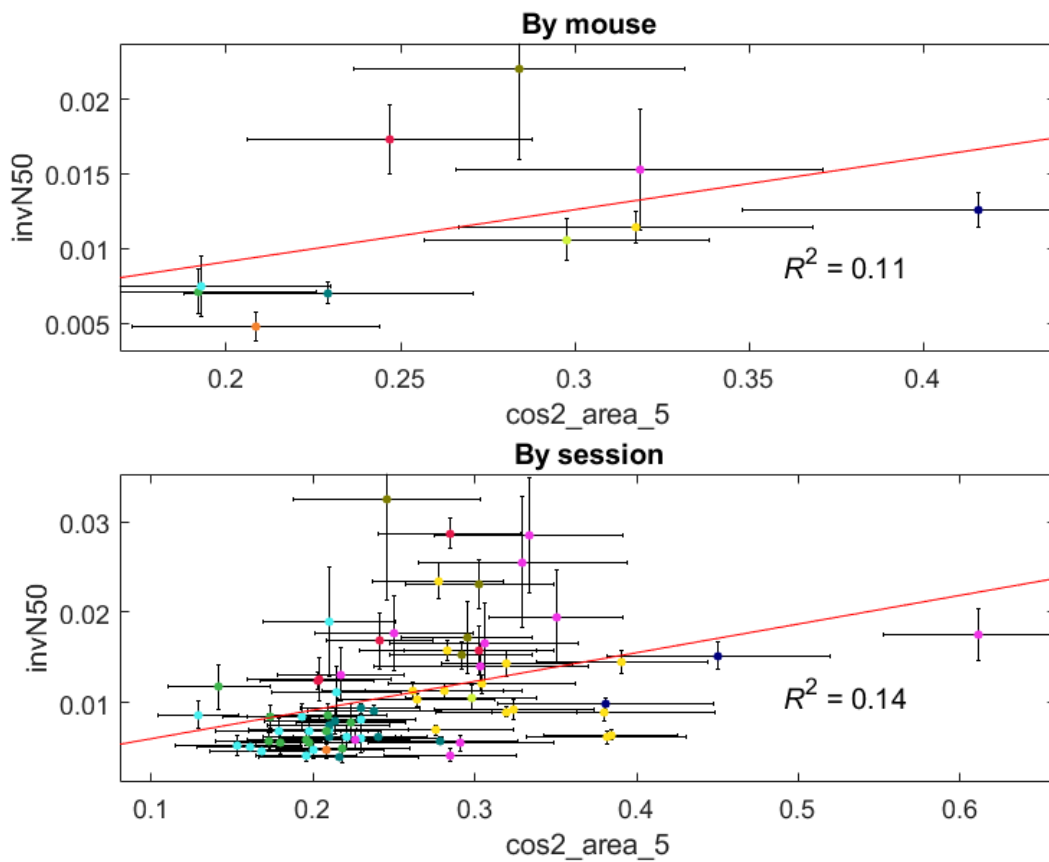 By mouse
0.02
0.015
0.01
0.005
invN50
R² = 0.11
0.2 0.25 0.3 0.35 0.4
cos2_area_5
By session
0.03
0.02
0.01
invN50
R² = 0.14
0.1 0.2 0.3 0.4 0.5 0.6
cos2_area_5